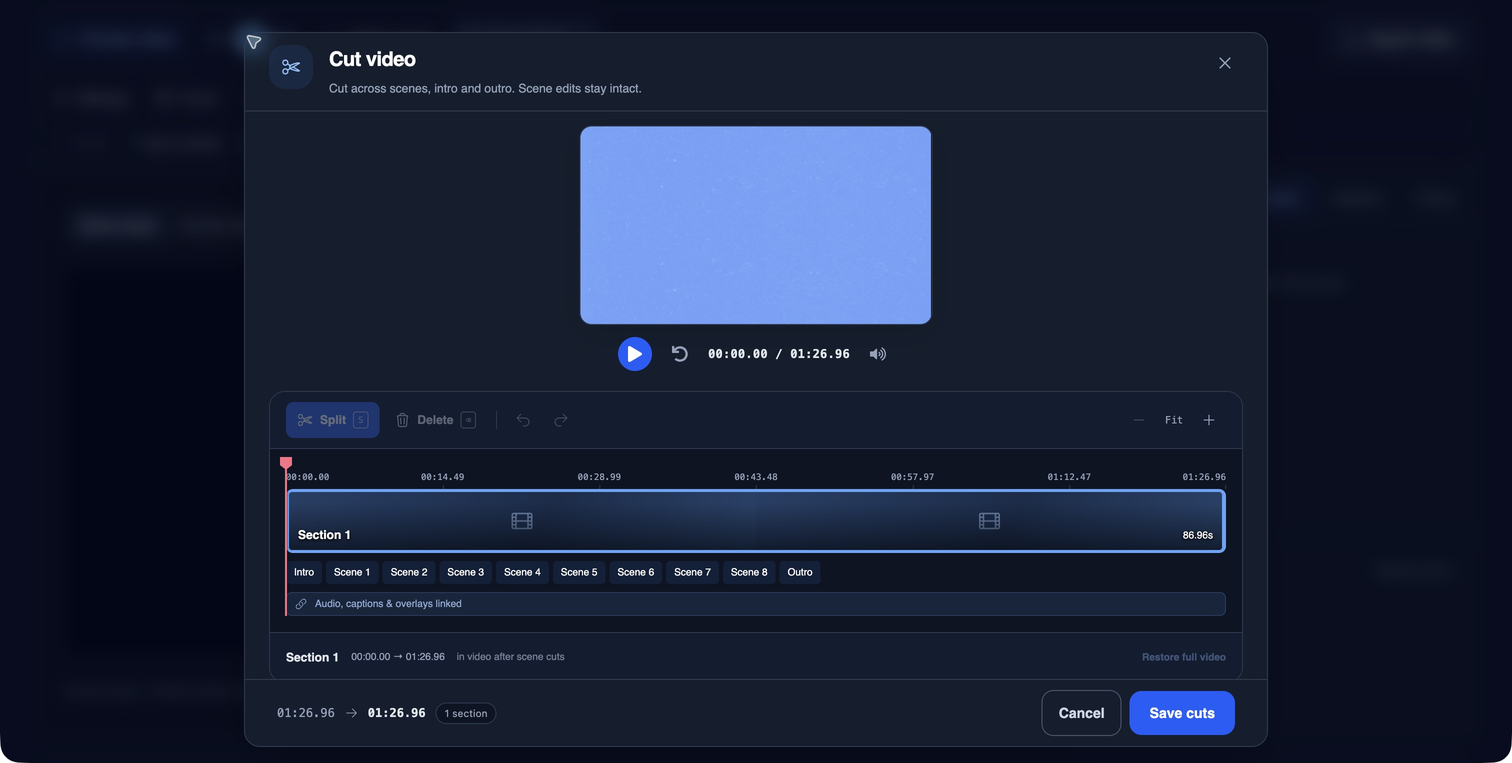 Cut video
Cut across scenes, intro and outro. Scene edits stay intact.
00:00.00 / 01:26.96
Split S Delete Fit
00:00.00 00:14.49 00:28.99 00:43.48 00:57.97 01:12.47 01:26.96
Section 1 86.96s
Intro Scene 1 Scene 2 Scene 3 Scene 4 Scene 5 Scene 6 Scene 7 Scene 8 Outro
Audio, captions & overlays linked
Section 1 00:00.00 → 01:26.96 in video after scene cuts Restore full video
01:26.96 → 01:26.96 1 section Cancel Save cuts